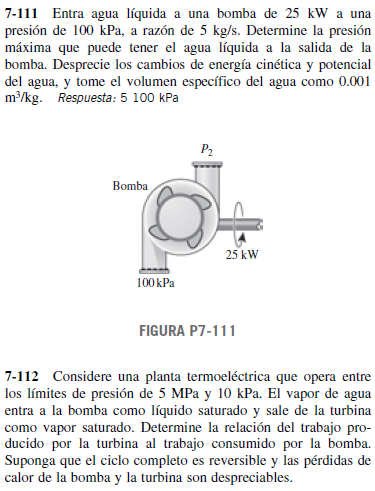 7-111 Entra agua líquida a una bomba de 25 kW a una
presión de 100 kPa, a razón de 5 kg/s. Determine la presión
máxima que puede tener el agua líquida a la salida de la
bomba. Desprecie los cambios de energía cinética y potencial
del agua, y tome el volumen específico del agua como 0.001
m³/kg. Respuesta: 5 100 kPa
P₂
Bomba
25 kW
100 kPa
FIGURA P7-111
7-112 Considere una planta termoeléctrica que opera entre
los límites de presión de 5 MPa y 10 kPa. El vapor de agua
entra a la bomba como líquido saturado y sale de la turbina
como vapor saturado. Determine la relación del trabajo pro-
ducido por la turbina al trabajo consumido por la bomba.
Suponga que el ciclo completo es reversible y las pérdidas de
calor de la bomba y la turbina son despreciables.